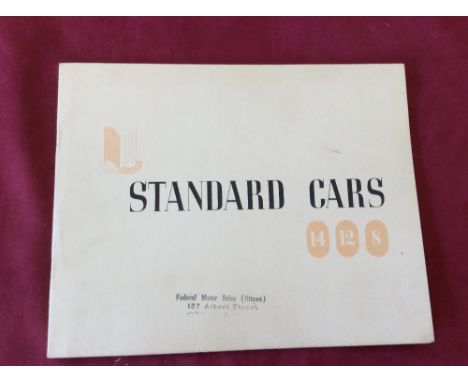 STANDARD CARS
14 12 8
Federal Motor Sales (Ottawa)
187 Albert Street